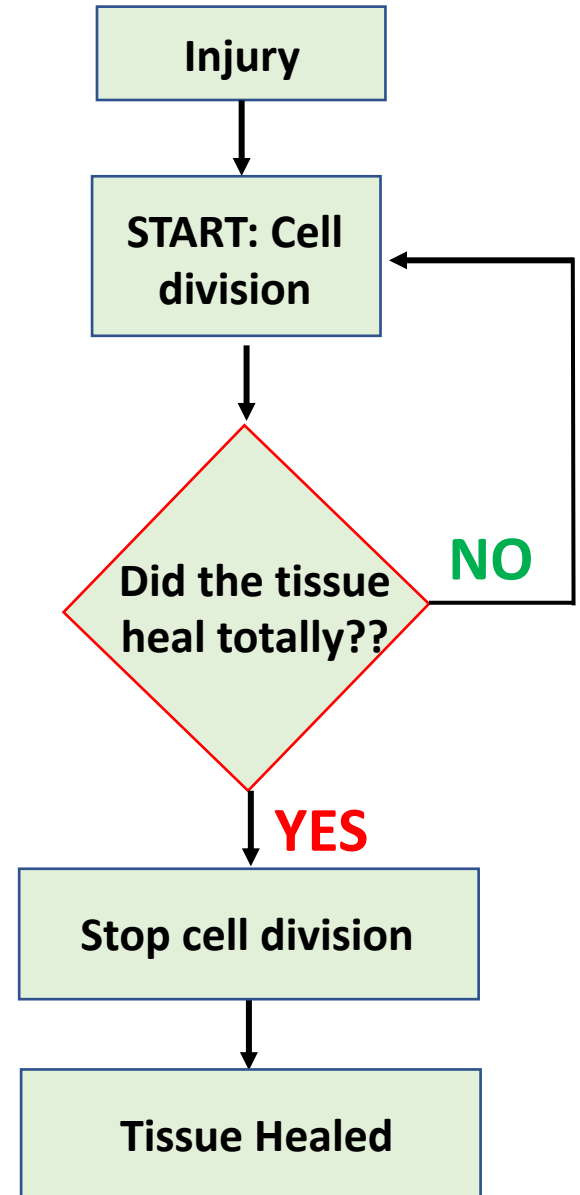 Injury
START: Cell
division
Did the tissue
heal totally??
NO
YES
Stop cell division
Tissue Healed